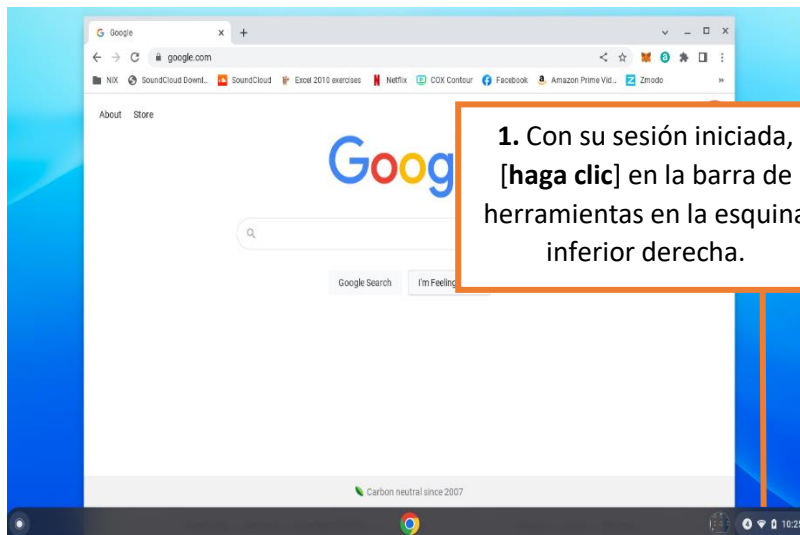 Google
google.com
NIX SoundCloud Downl.. SoundCloud Excel 2010 exercises Netflix COX Contour Facebook Amazon Prime Vid... Zmodo
About Store
Goog
1. Con su sesión iniciada,
[haga clic] en la barra de
herramientas en la esquina
inferior derecha.
Google Search I'm Feeling
Carbon neutral since 2007
10:25